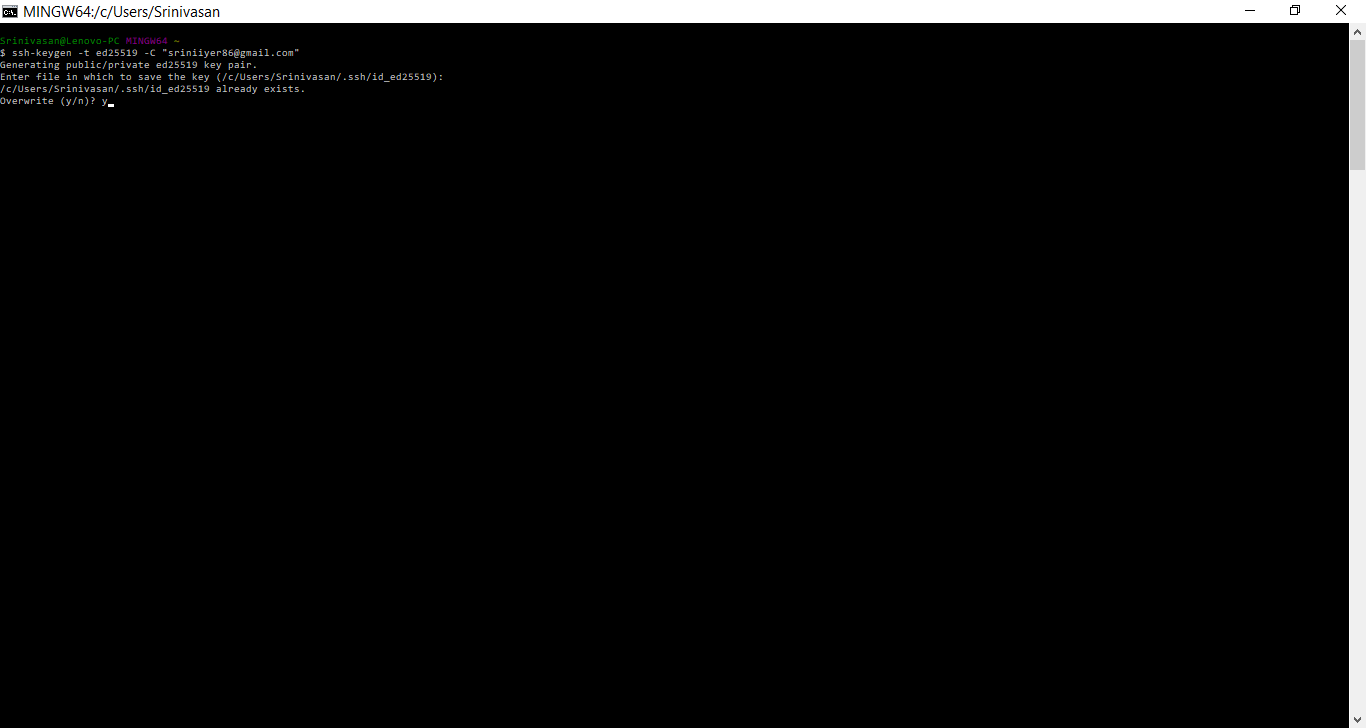 MINGW64:/c/Users/Srinivasan
Srinivasan@Lenovo-PC MINGW64 ~
$ ssh-keygen -t ed25519 -C "sriniiyer86@gmail.com"
Generating public/private ed25519 key pair.
Enter file in which to save the key (/c/Users/Srinivasan/.ssh/id_ed25519):
/c/Users/Srinivasan/.ssh/id_ed25519 already exists.
Overwrite (y/n)? y